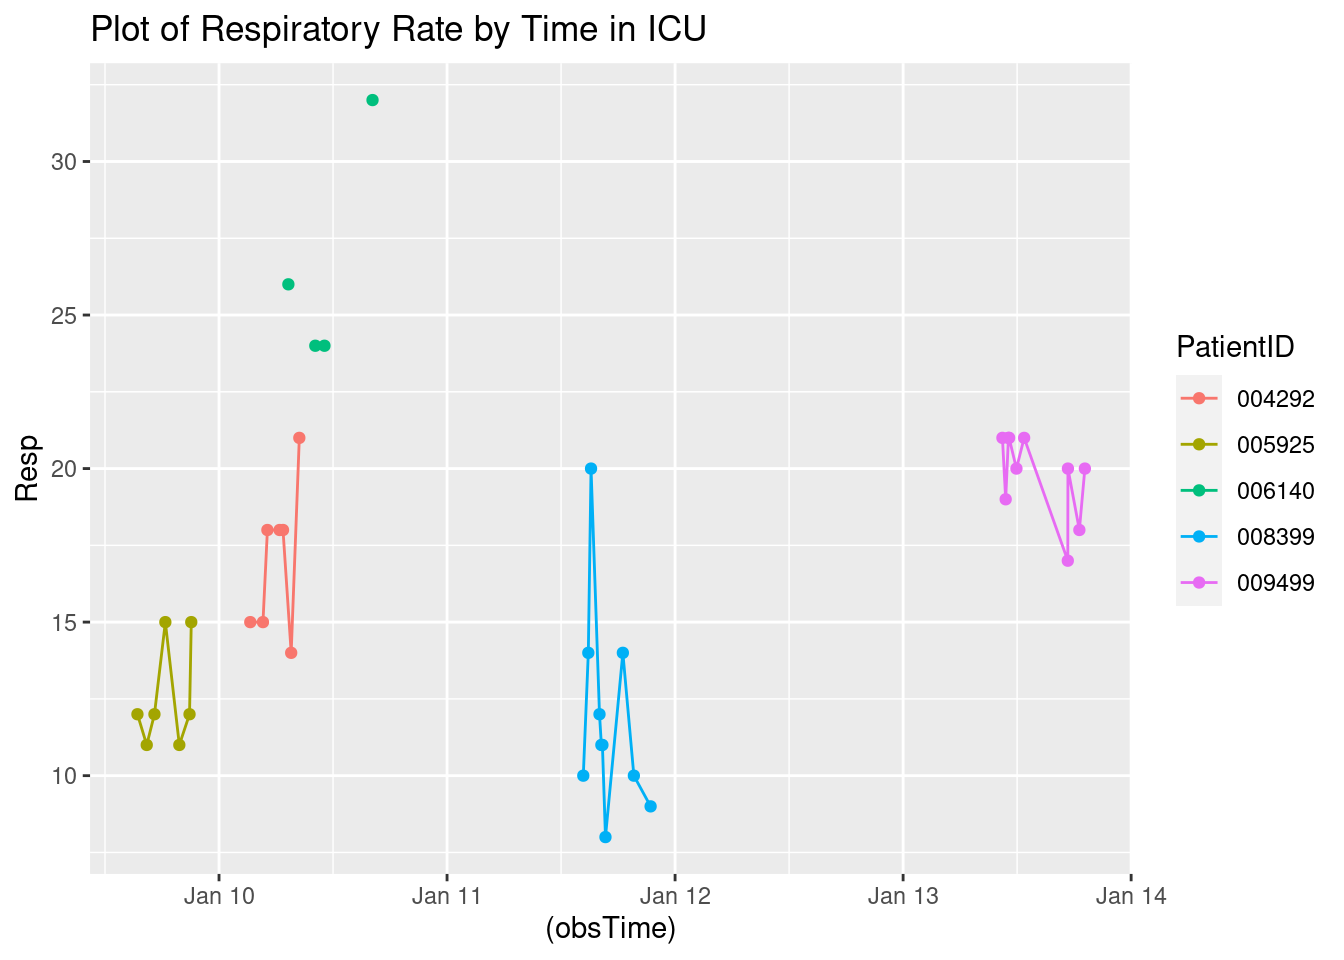 Plot of Respiratory Rate by Time in ICU
30
25
20
15
10
Resp
Jan 10 Jan 11 Jan 12 Jan 13 Jan 14
(obsTime)
PatientID
004292
005925
006140
008399
009499